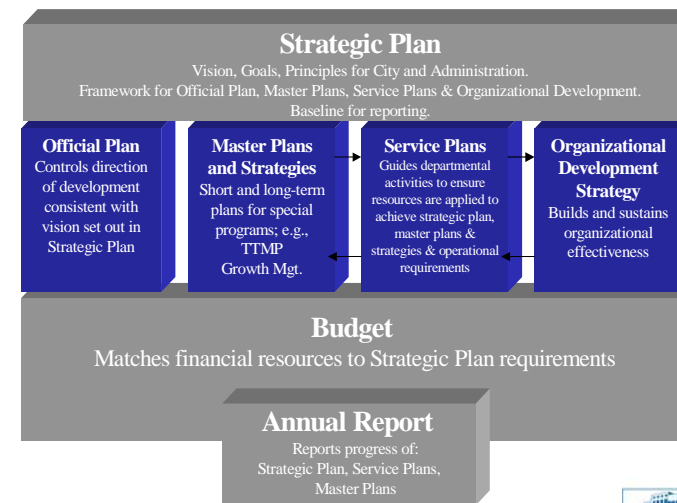 Strategic Plan
Vision, Goals, Principles for City and Administration.
Framework for Official Plan, Master Plans, Service Plans & Organizational Development.
Baseline for reporting.
Official Plan
Controls direction
of development
consistent with
vision set out in
Strategic Plan
Master Plans
and Strategies
Short and long-term
plans for special
programs; e.g.,
TTMP
Growth Mgt.
Service Plans
Guides departmental
activities to ensure
resources are applied to
achieve strategic plan,
master plans &
strategies & operational
requirements
Organizational
Development
Strategy
Builds and sustains
organizational
effectiveness
Budget
Matches financial resources to Strategic Plan requirements
Annual Report
Reports progress of:
Strategic Plan, Service Plans,
Master Plans